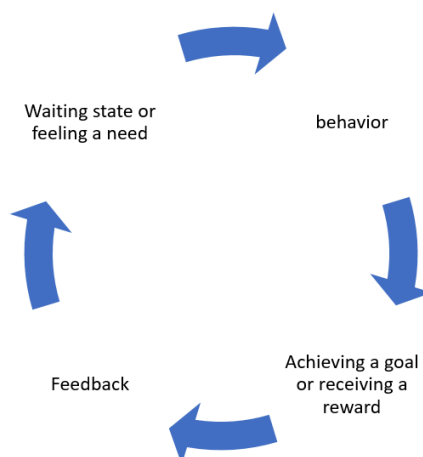 Waiting state or
feeling a need
behavior
Achieving a goal
or receiving a
reward
Feedback